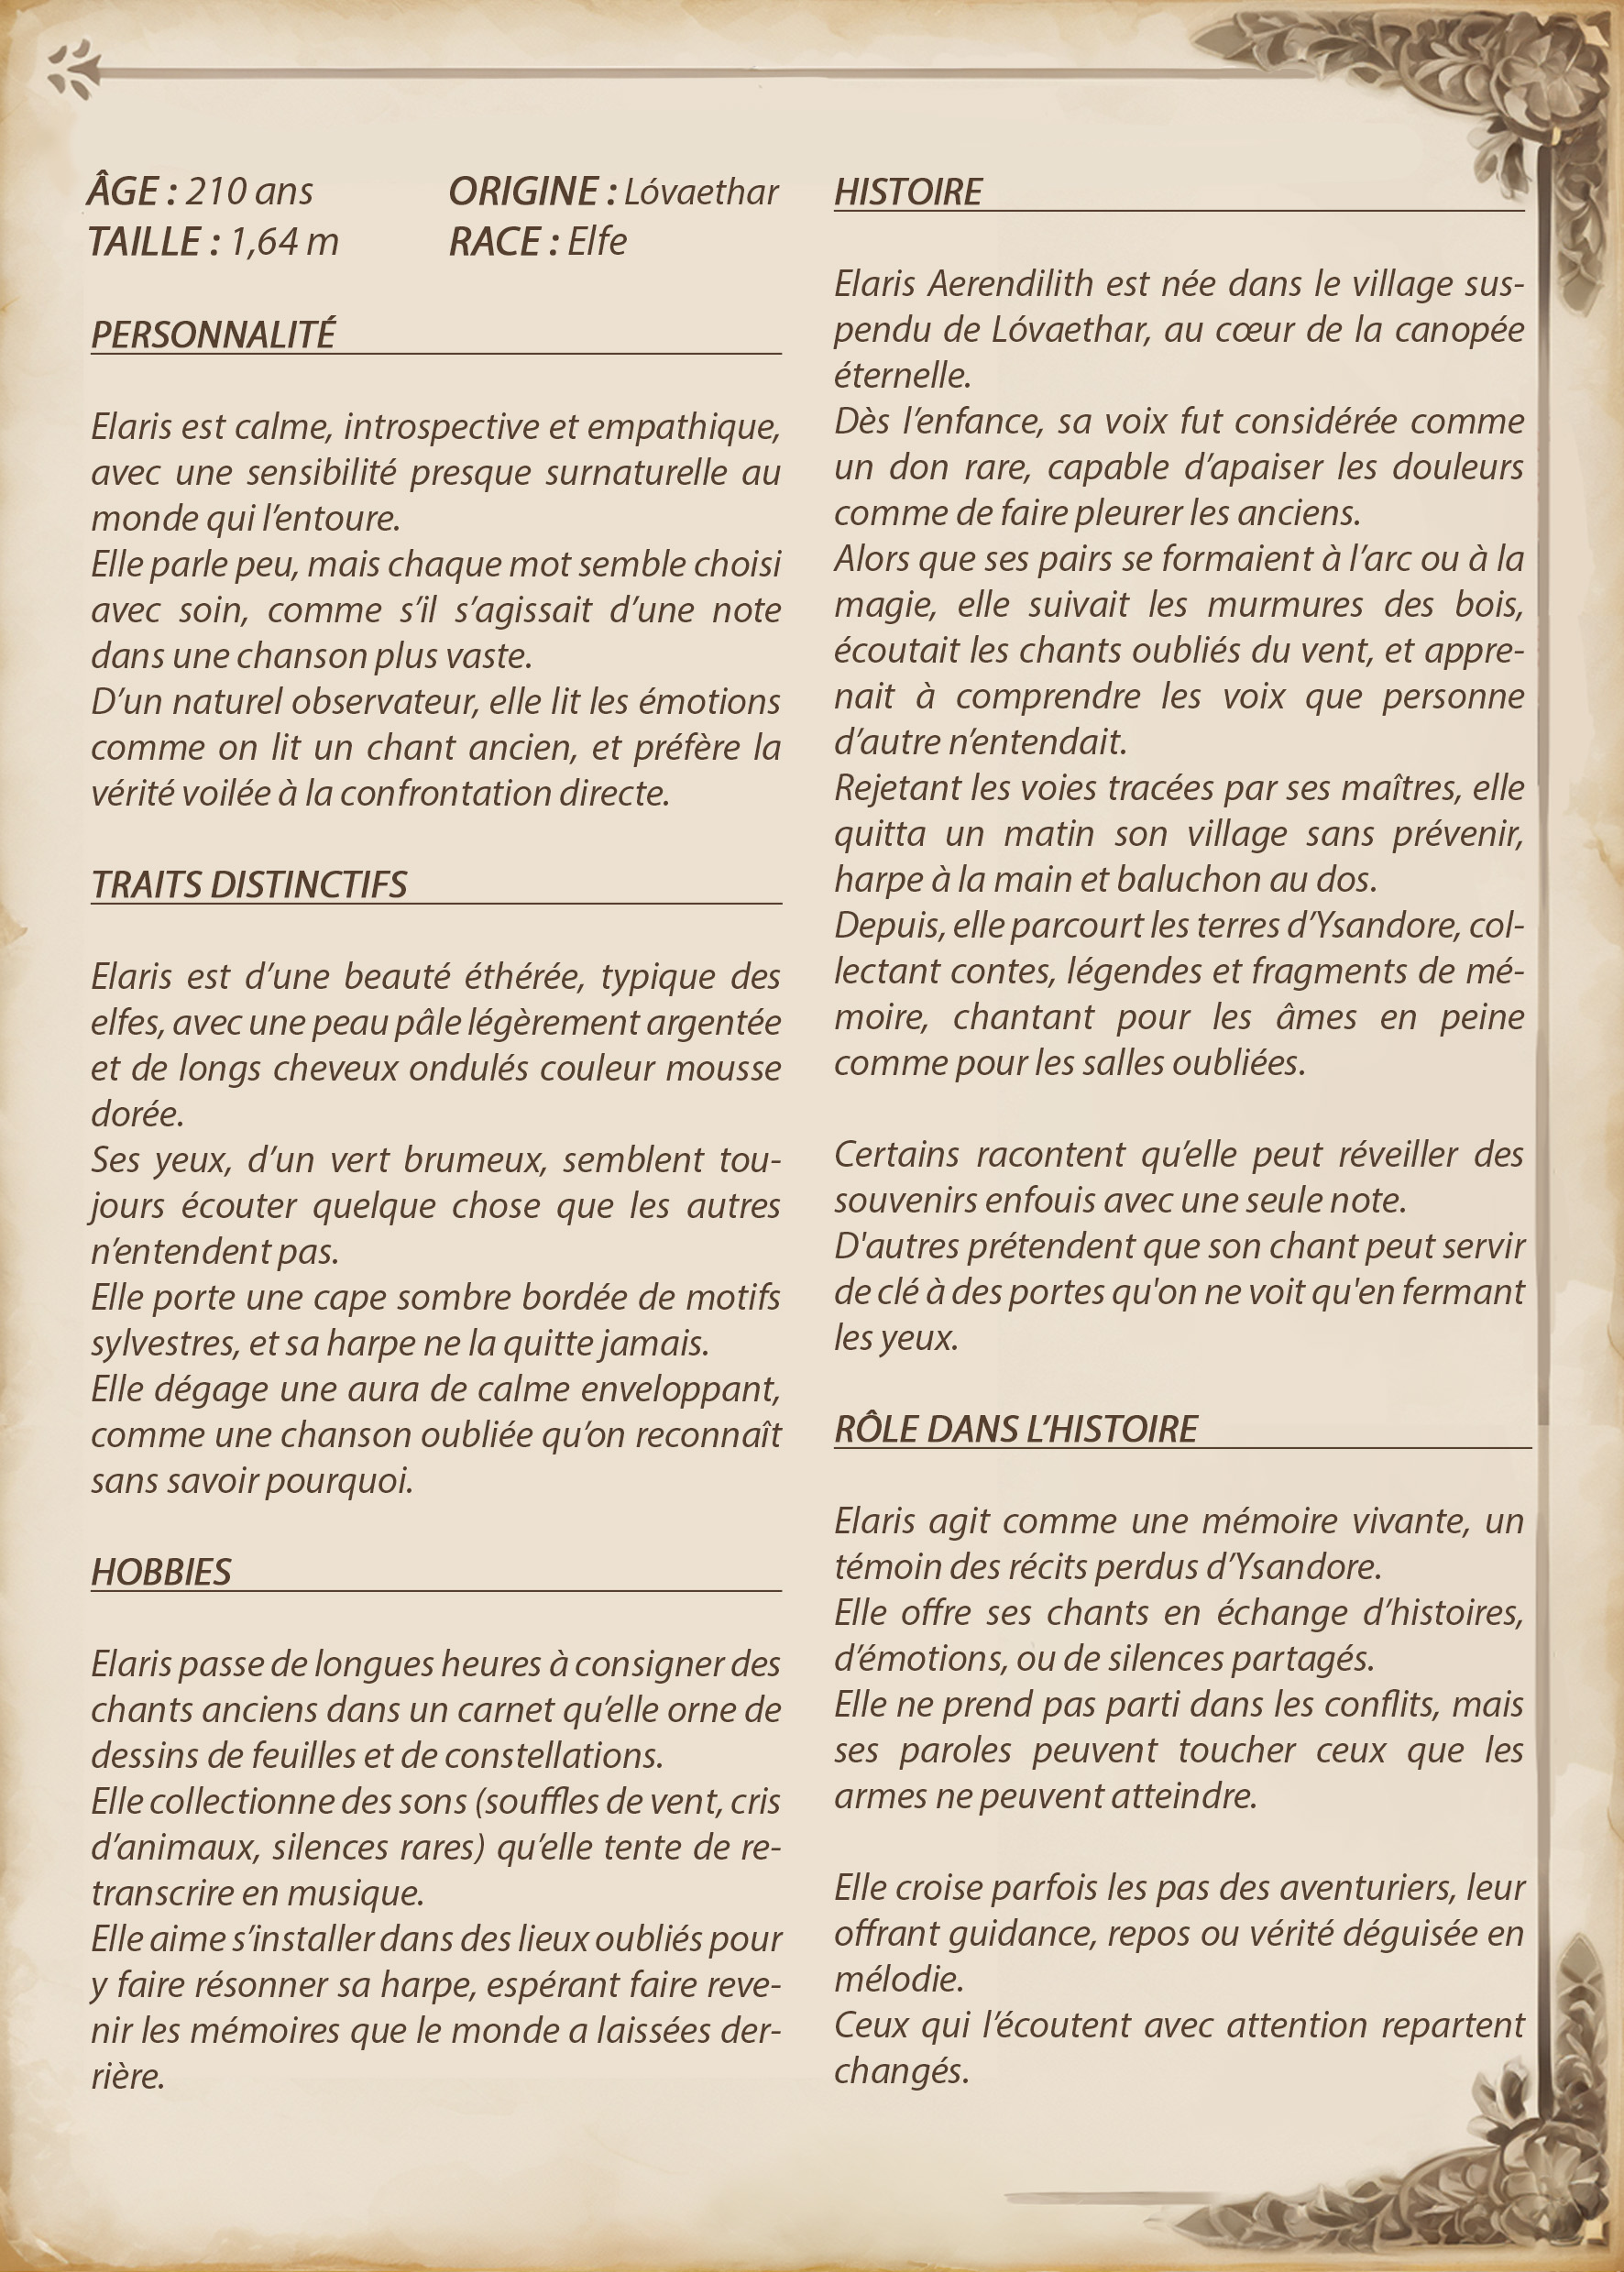 ÂGE : 210 ans
ORIGINE : Lóvaethar
TAILLE : 1,64 m
RACE : Elfe
PERSONNALITÉ
Elaris est calme, introspective et empathique,
avec une sensibilité presque surnaturelle au
monde qui l’entoure.
Elle parle peu, mais chaque mot semble choisi
avec soin, comme s’il s’agissait d’une note
dans une chanson plus vaste.
D’un naturel observateur, elle lit les émotions
comme on lit un chant ancien, et préfère la
vérité voilée à la confrontation directe.
TRAITS DISTINCTIFS
Elaris est d’une beauté éthérée, typique des
elfes, avec une peau pâle légèrement argentée
et de longs cheveux ondulés couleur mousse
dorée.
Ses yeux, d’un vert brumeux, semblent tou-
jours écouter quelque chose que les autres
n’entendent pas.
Elle porte une cape sombre bordée de motifs
sylvestres, et sa harpe ne la quitte jamais.
Elle dégage une aura de calme enveloppant,
comme une chanson oubliée qu’on reconnaît
sans savoir pourquoi.
HOBBIES
Elaris passe de longues heures à consigner des
chants anciens dans un carnet qu’elle orne de
dessins de feuilles et de constellations.
Elle collectionne des sons (souffles de vent, cris
d’animaux, silences rares) qu’elle tente de re-
transcrire en musique.
Elle aime s’installer dans des lieux oubliés pour
y faire résonner sa harpe, espérant faire reve-
nir les mémoires que le monde a laissées der-
rière.
HISTOIRE
Elaris Aerendilith est née dans le village sus-
pendu de Lóvaethar, au cœur de la canopée
éternelle.
Dès l’enfance, sa voix fut considérée comme
un don rare, capable d’apaiser les douleurs
comme de faire pleurer les anciens.
Alors que ses pairs se formaient à l’arc ou à la
magie, elle suivait les murmures des bois,
écoutait les chants oubliés du vent, et appre-
nait à comprendre les voix que personne
d’autre n’entendait.
Rejetant les voies tracées par ses maîtres, elle
quitta un matin son village sans prévenir,
harpe à la main et baluchon au dos.
Depuis, elle parcourt les terres d’Ysandore, col-
lectant contes, légendes et fragments de mé-
moire, chantant pour les âmes en peine
comme pour les salles oubliées.
Certains racontent qu’elle peut réveiller des
souvenirs enfouis avec une seule note.
D'autres prétendent que son chant peut servir
de clé à des portes qu'on ne voit qu'en fermant
les yeux.
RÔLE DANS L’HISTOIRE
Elaris agit comme une mémoire vivante, un
témoin des récits perdus d’Ysandore.
Elle offre ses chants en échange d’histoires,
d’émotions, ou de silences partagés.
Elle ne prend pas parti dans les conflits, mais
ses paroles peuvent toucher ceux que les
armes ne peuvent atteindre.
Elle croise parfois les pas des aventuriers, leur
offrant guidance, repos ou vérité déguisée en
mélodie.
Ceux qui l’écoutent avec attention repartent
changés.